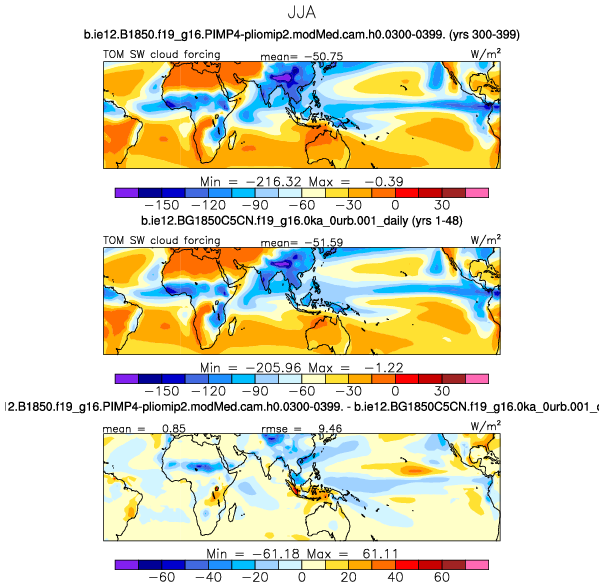 JJA
b.ie12.B1850.f19_g16.PIMP4-pliomip2.modMed.cam.h0.0300-0399. (yrs 300-399)
TOM SW cloud forcing mean= -50.75 W/m2
Min = -216.32 Max = -0.39
-150 -120 -90 -60 -30 0 30
b.ie12.BG1850C5CN.f19_g16.0ka_0urb.001_daily (yrs 1-48)
TOM SW cloud forcing mean= -51.59 W/m2
Min = -205.96 Max = -1.22
-150 -120 -90 -60 -30 0 30
12.B1850.f19_g16.PIMP4-pliomip2.modMed.cam.h0.0300-0399. - b.ie12.BG1850C5CN.f19_g16.0ka_0urb.001_
mean = 0.85 rmse = 9.46 W/m2
Min = -61.18 Max = 61.11
-60 -40 -20 0 20 40 60